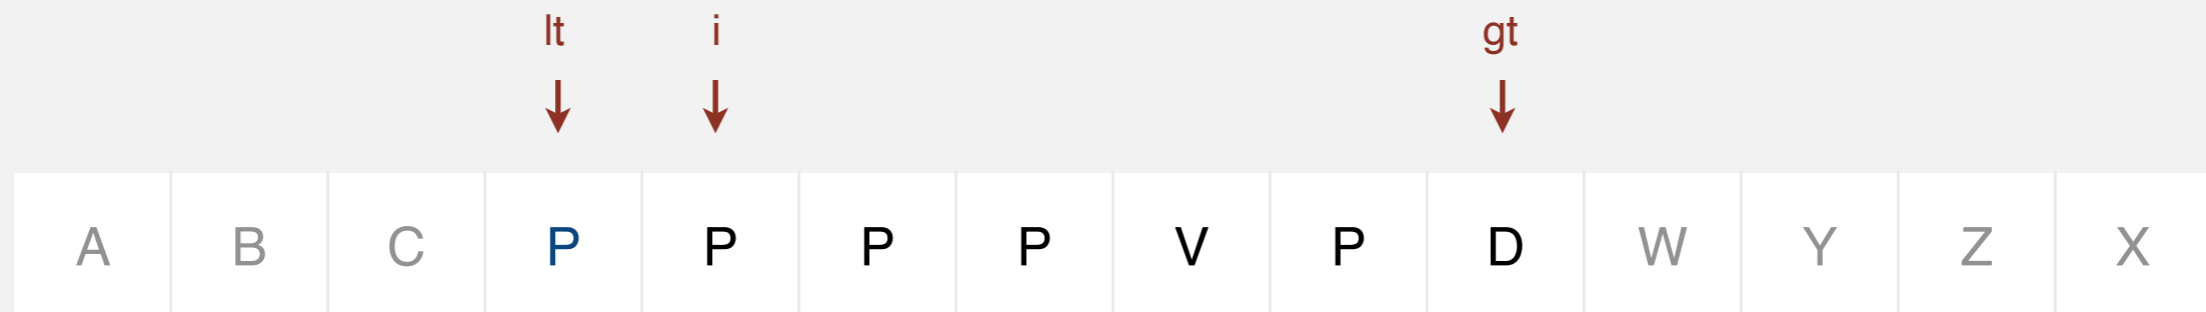 lt i gt
A B C P P P P V P D W Y Z X